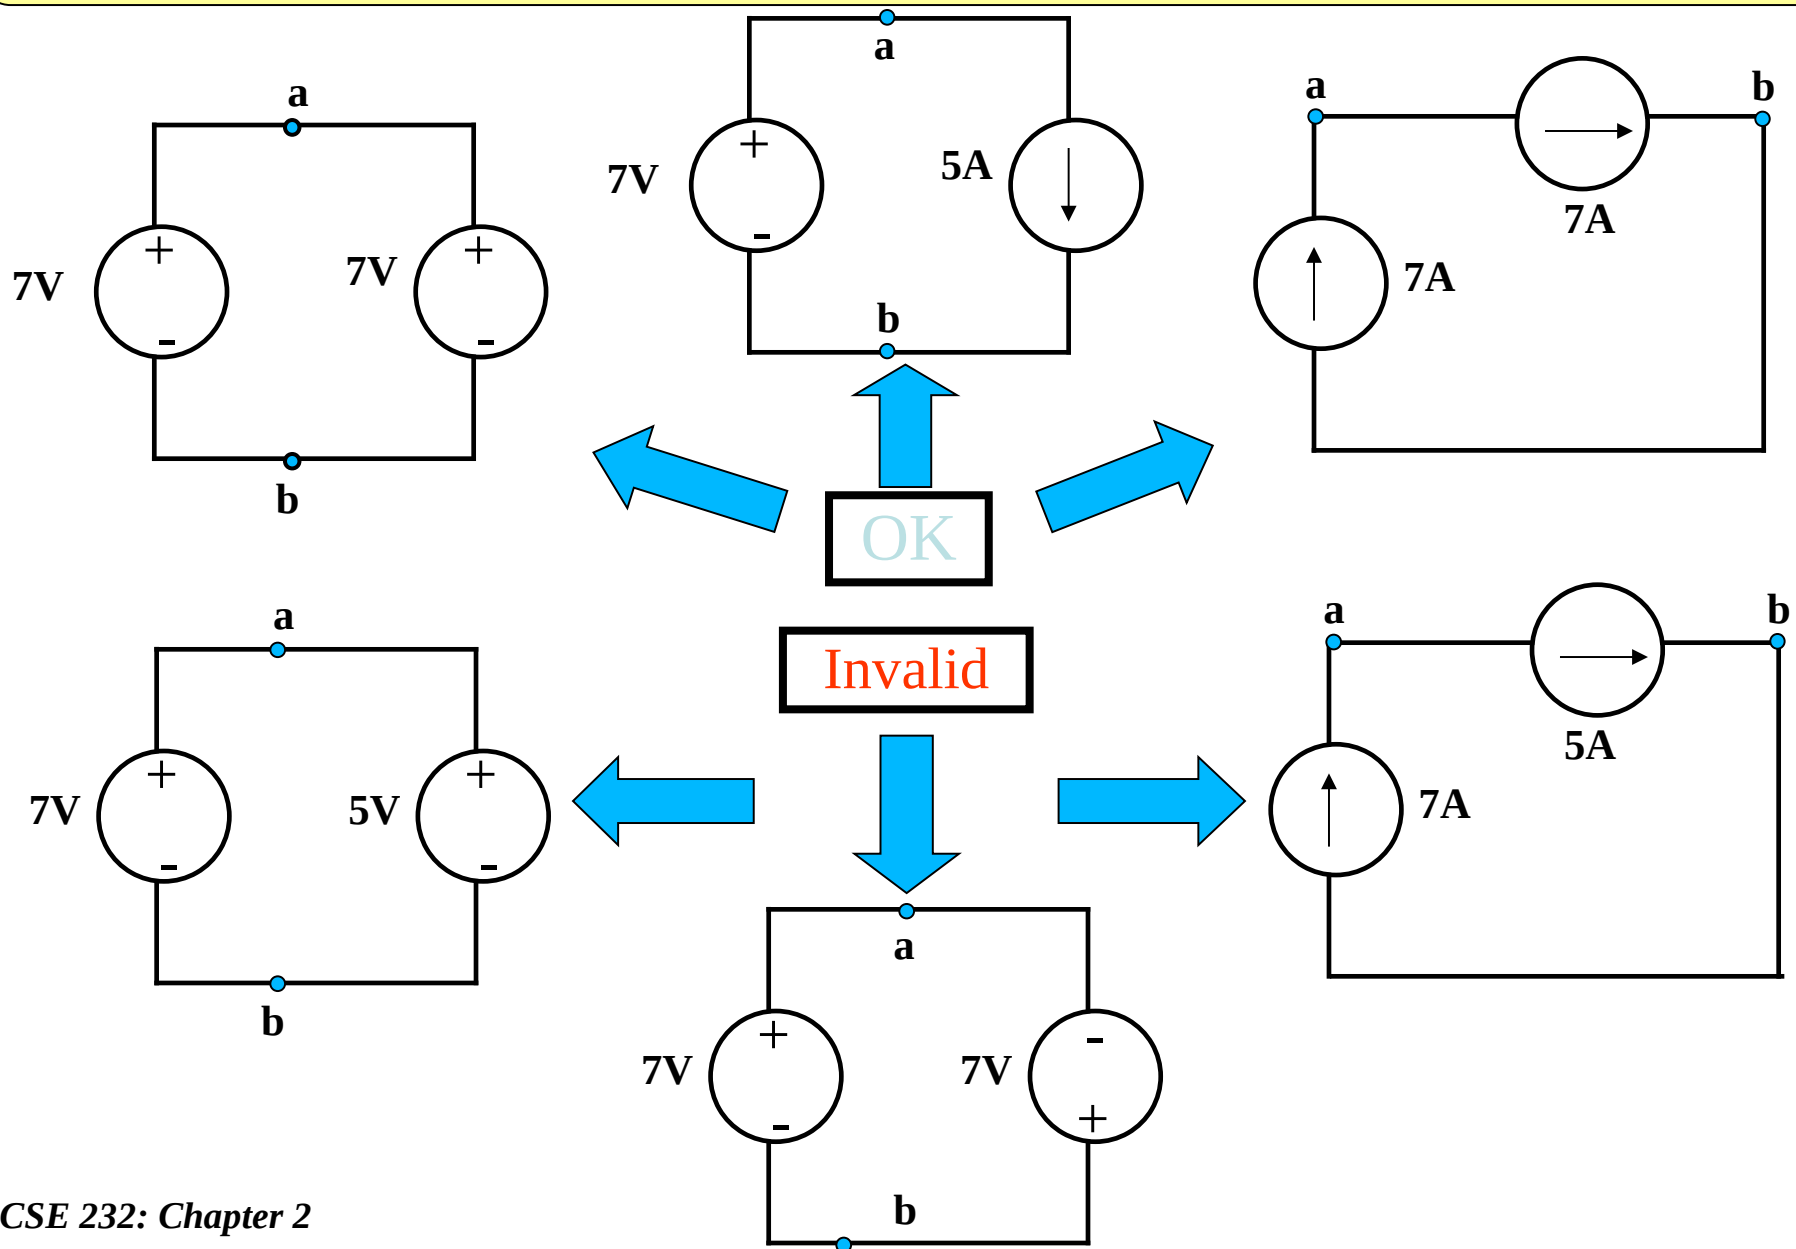 a
7V
+
-
7V
+
-
b
a
7V
+
-
5A
b
a
b
7A
7A
OK
Invalid
a
7V
+
-
5V
+
-
b
a
b
5A
7A
a
7V
+
-
7V
-
+
b
CSE 232: Chapter 2